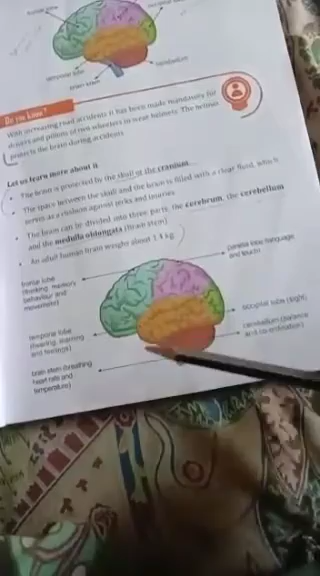 frontal lobe
temporal lobe
cerebellum
brain stem
Do you know?
With increasing road accidents it has been made mandatory for
drivers and pillions of two-wheelers to wear helmets. The helmet
protects the brain during accidents.
Let us learn more about it
• The brain is protected by the skull or the cranium.
• The space between the skull and the brain is filled with a clear fluid, which
serves as a cushion against jerks and injuries.
• The brain can be divided into three parts, the cerebrum, the cerebellum
and the medulla oblongata (brain stem).
• An adult human brain weighs about 1.4 kg.
parietal lobe (language
and touch)
frontal lobe
(thinking, memory,
behaviour and
movement)
occipital lobe (sight)
cerebellum (balance
and co-ordination)
temporal lobe
(hearing, learning
and feelings)
brain stem (breathing,
heart rate and
temperature)